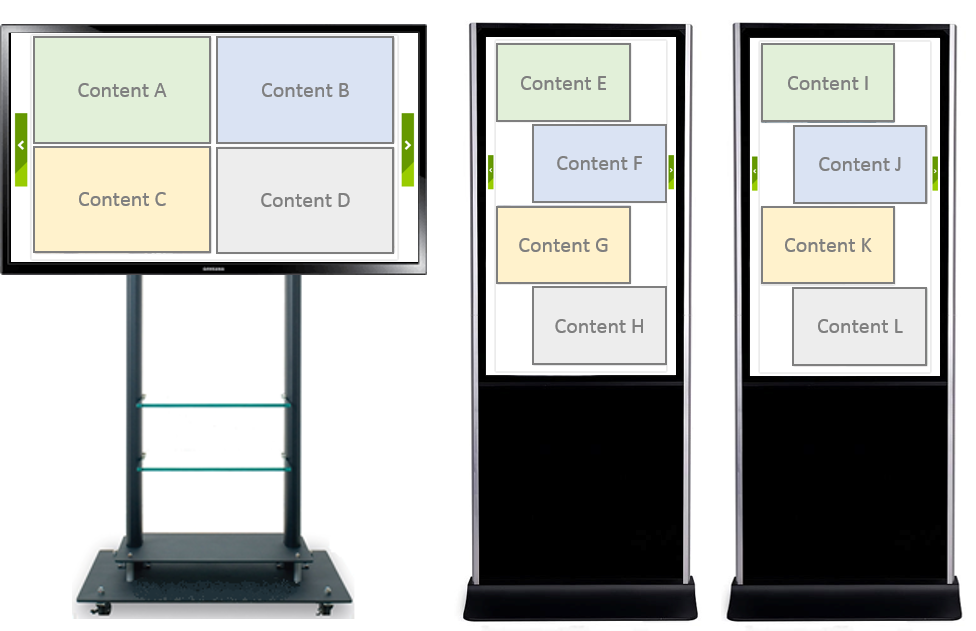 Content A
Content B
Content C
Content D
SAMSUNG
Content E
Content F
Content G
Content H
Content I
Content J
Content K
Content L